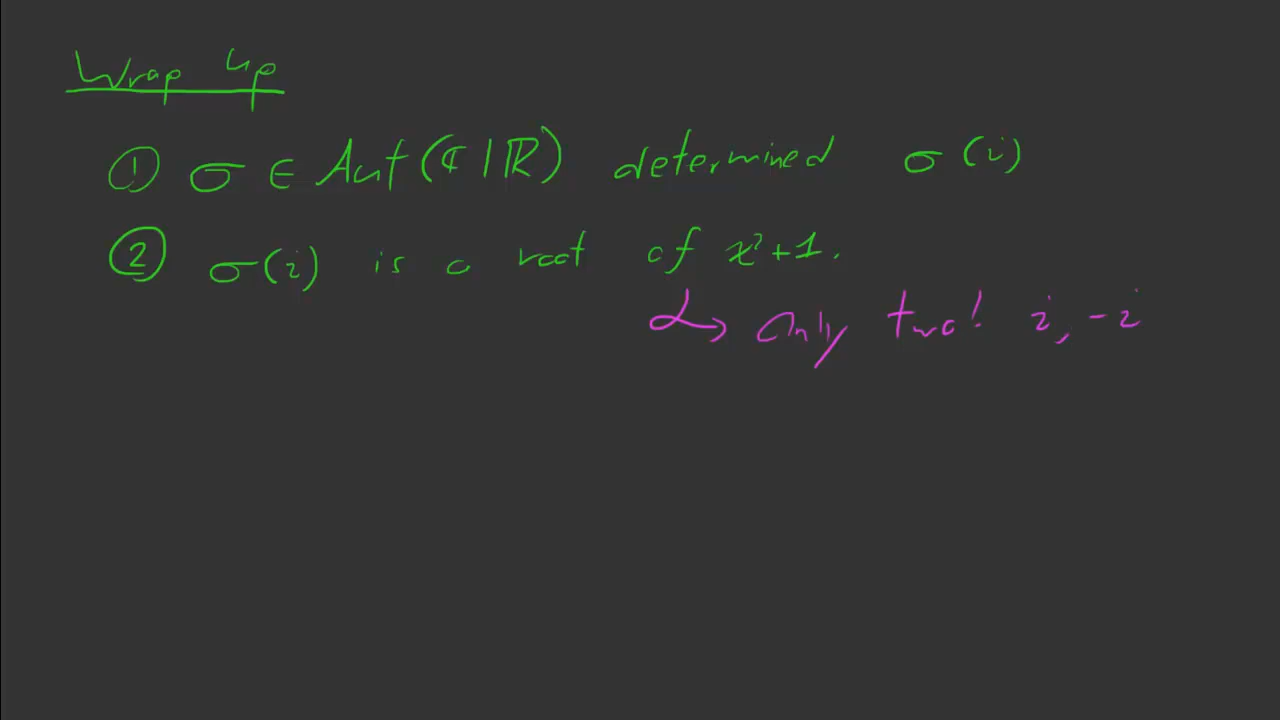 Wrap up
① σ ∈ Aut(ℂ/ℝ) determined σ(i)
② σ(i) is a root of x²+1.
↳ Only two! i, -i